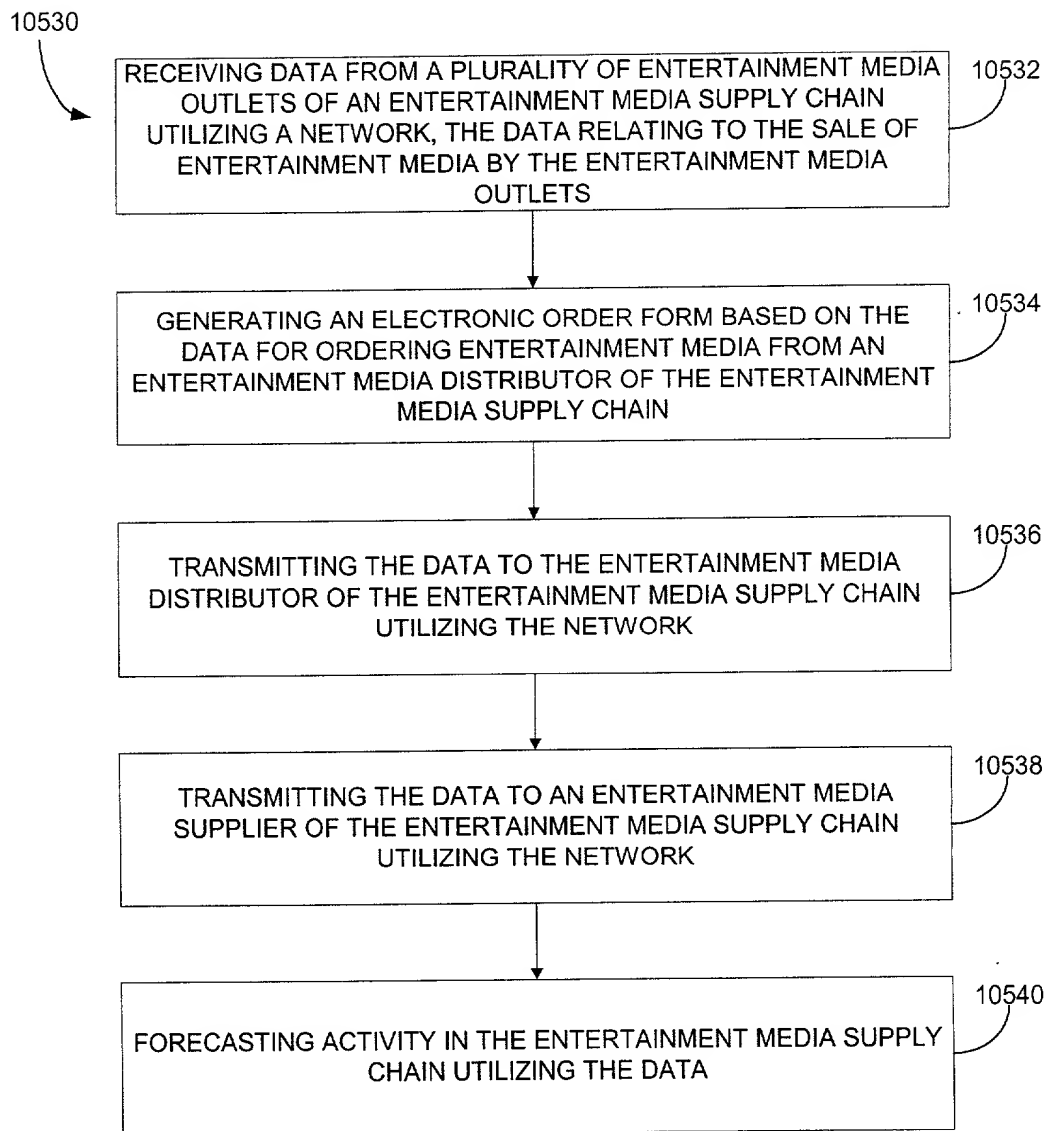 10530
RECEIVING DATA FROM A PLURALITY OF ENTERTAINMENT MEDIA
OUTLETS OF AN ENTERTAINMENT MEDIA SUPPLY CHAIN
UTILIZING A NETWORK, THE DATA RELATING TO THE SALE OF
ENTERTAINMENT MEDIA BY THE ENTERTAINMENT MEDIA
OUTLETS
10532
GENERATING AN ELECTRONIC ORDER FORM BASED ON THE
DATA FOR ORDERING ENTERTAINMENT MEDIA FROM AN
ENTERTAINMENT MEDIA DISTRIBUTOR OF THE ENTERTAINMENT
MEDIA SUPPLY CHAIN
10534
TRANSMITTING THE DATA TO THE ENTERTAINMENT MEDIA
DISTRIBUTOR OF THE ENTERTAINMENT MEDIA SUPPLY CHAIN
UTILIZING THE NETWORK
10536
TRANSMITTING THE DATA TO AN ENTERTAINMENT MEDIA
SUPPLIER OF THE ENTERTAINMENT MEDIA SUPPLY CHAIN
UTILIZING THE NETWORK
10538
FORECASTING ACTIVITY IN THE ENTERTAINMENT MEDIA SUPPLY
CHAIN UTILIZING THE DATA
10540